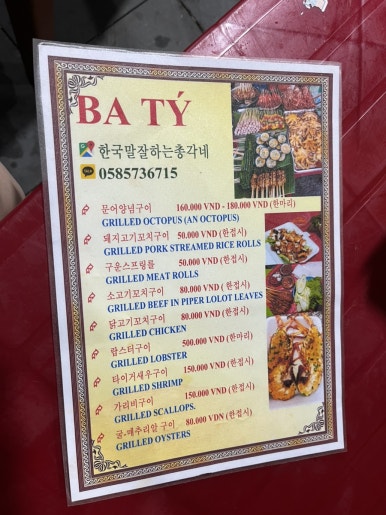 BA TÝ
한국말잘하는총각네
0585736715
문어양념구이 160.000 VND - 180.000 VND (한마리)
GRILLED OCTOPUS (AN OCTOPUS)
돼지고기꼬치구이 50.000 VND (한접시)
GRILLED PORK STREAMED RICE ROLLS
구운스프링롤 50.000 VND (한접시)
GRILLED MEAT ROLLS
소고기꼬치구이 80.000 VND (한접시)
GRILLED BEEF IN PIPER LOLOT LEAVES
닭고기꼬치구이 80.000 VND (한접시)
GRILLED CHICKEN
랍스터구이 500.000 VND (한접시)
GRILLED LOBSTER
타이거새우구이 150.000 VND (한접시)
GRILLED SHRIMP
가리비구이 150.000 VND (한접시)
GRILLED SCALLOPS.
굴-메추리알 구이 80.000 VDN (한접시)
GRILLED OYSTERS